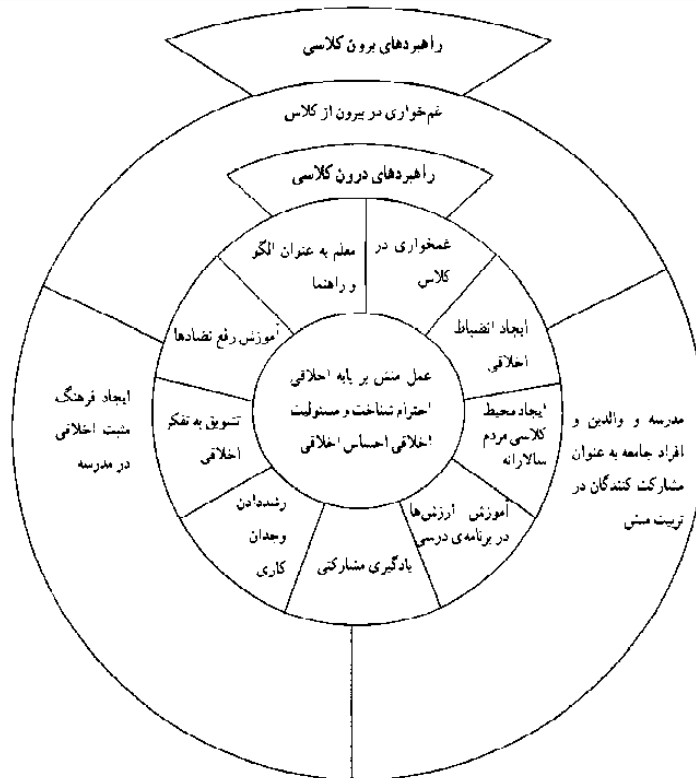 راهبردهای برون کلاسی
غم‌خواری در بیرون از کلاس
راهبردهای درون کلاسی
غمخواری در
کلاس
معلم به عنوان الگو
و راهنما
ایجاد انضباط
اخلاقی
آموزش رفع تضادها
ایجاد محیط
کلاسی مردم
سالارانه
تشویق به تفکر
اخلاقی
آموزش ارزش‌ها
در برنامه‌ی درسی
یادگیری مشارکتی
رشددادن
وجدان
کاری
عمل منش بر پایه اخلاقی
احترام شناخت و مسئولیت
اخلاقی احساس اخلاقی
مدرسه و والدین و
افراد جامعه به عنوان
مشارکت کنندگان در
تربیت منش
ایجاد فرهنگ
مثبت اخلاقی
در مدرسه